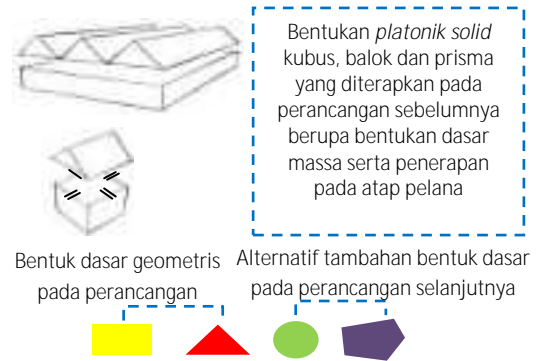 Bentukan platonik solid
kubus, balok dan prisma
yang diterapkan pada
perancangan sebelumnya
berupa bentukan dasar
massa serta penerapan
pada atap pelana
Bentuk dasar geometris
pada perancangan
Alternatif tambahan bentuk dasar
pada perancangan selanjutnya